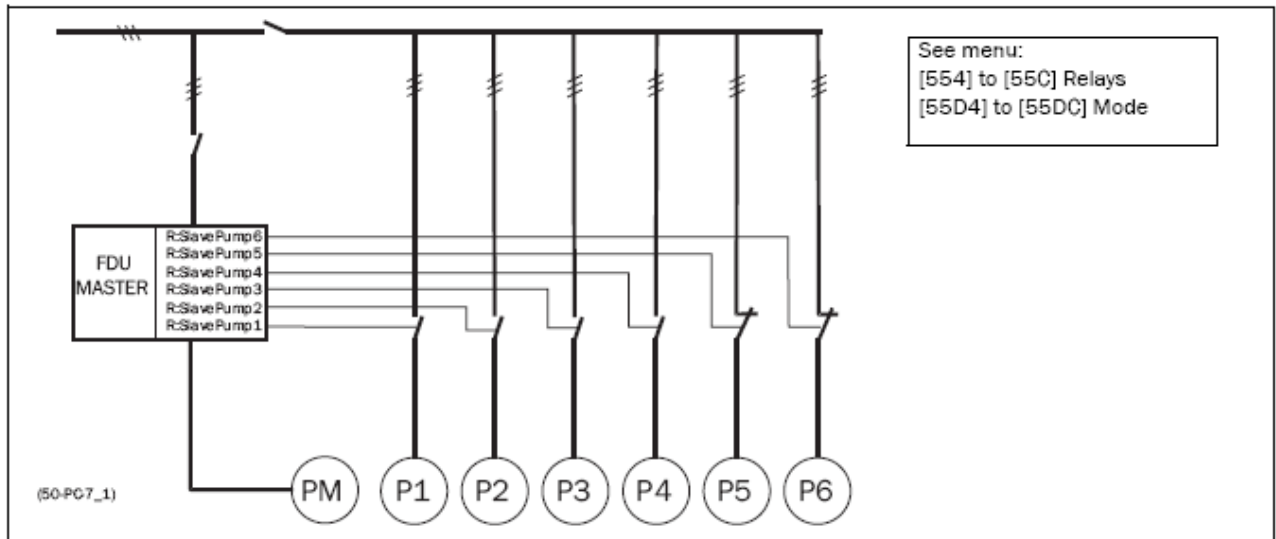 See menu:
[554] to [55C] Relays
[55D4] to [55DC] Mode
FDU
MASTER
R:SlavePump6
R:SlavePump5
R:SlavePump4
R:SlavePump3
R:SlavePump2
R:SlavePump1
(50-PC7_1)
PM
P1
P2
P3
P4
P5
P6